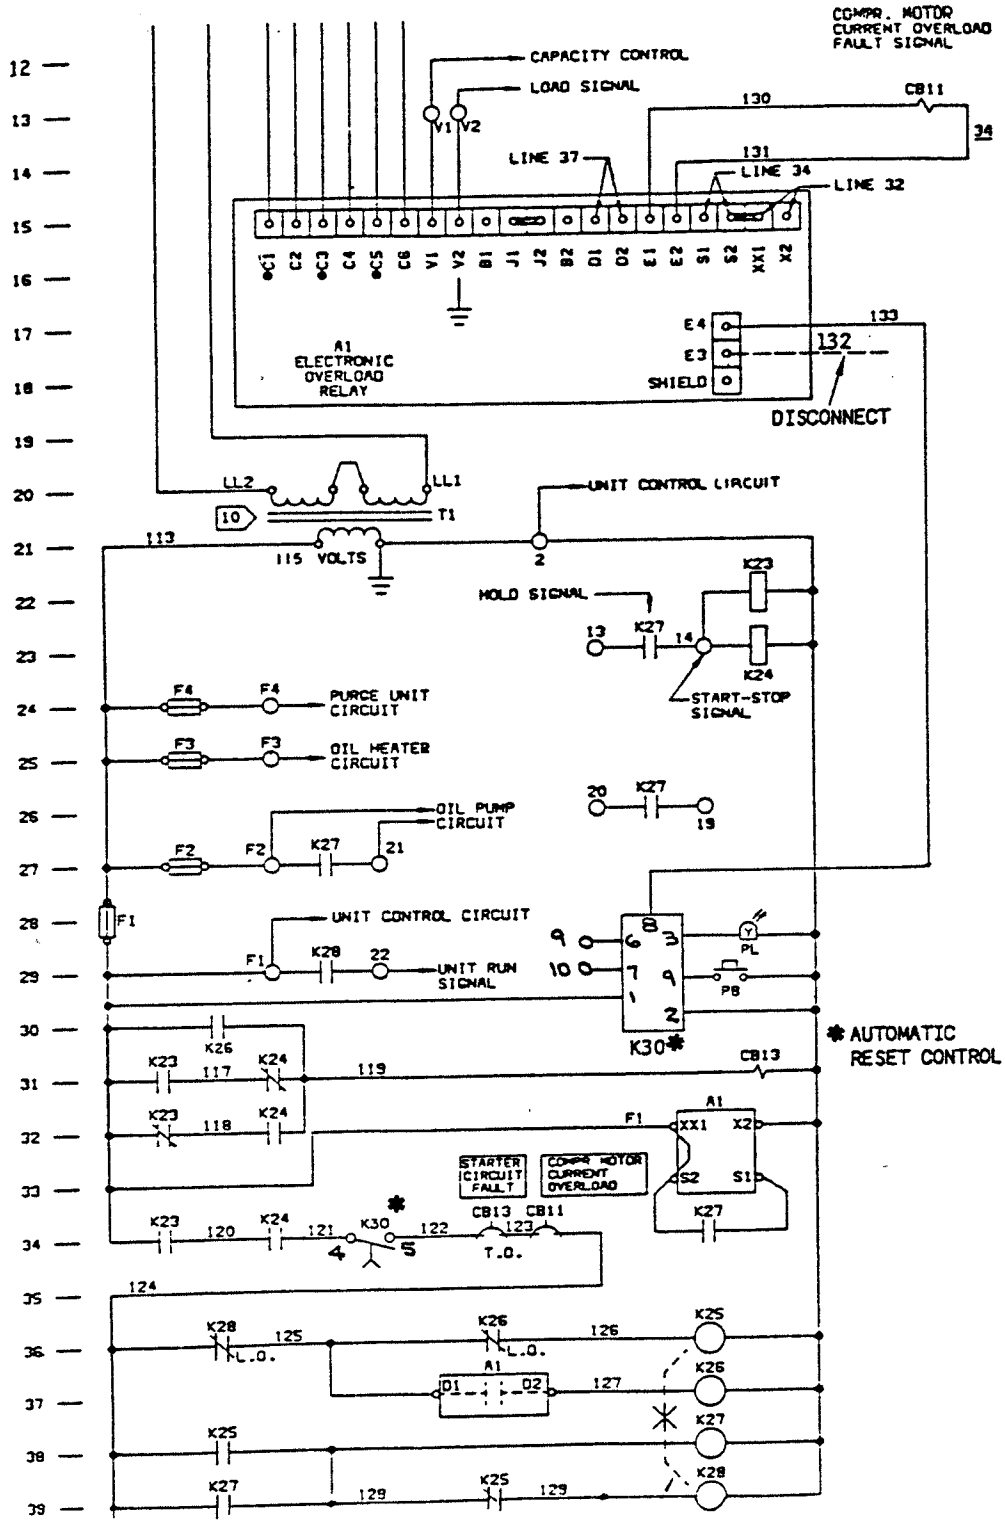 COMPR. MOTOR
CURRENT OVERLOAD
FAULT SIGNAL
12
CAPACITY CONTROL
LOAD SIGNAL
CB11
130
13
V1 V2
34
131
LINE 37
LINE 34
14
LINE 32
15
C1 C2 C3 C4 C5 C6 V1 V2 B1 J1 J2 B2 D1 D2 E1 E2 S1 S2 XX1 X2
16
17
E4
133
A1
ELECTRONIC
OVERLOAD
RELAY
E3
132
18
SHIELD
DISCONNECT
19
LL2
LL1
UNIT CONTROL CIRCUIT
20
10
T1
113
21
115 VOLTS
2
K23
22
HOLD SIGNAL
13
K27
14
23
K24
F4
F4
PURGE UNIT
CIRCUIT
START-STOP
SIGNAL
24
F3
F3
OIL HEATER
CIRCUIT
25
20
K27
19
26
OIL PUMP
CIRCUIT
F2
F2
K27
21
27
28
F1
UNIT CONTROL CIRCUIT
9
6
8
3
Y
PL
F1
K28
22
UNIT RUN
SIGNAL
10
7
9
PB
29
1
2
30
K26
K30*
* AUTOMATIC
RESET CONTROL
K23
117
K24
119
CB13
31
A1
K23
118
K24
F1
XX1
X2
32
STARTER
CIRCUIT
FAULT
COMPR MOTOR
CURRENT
OVERLOAD
S2
S1
33
*
K27
K23
120
K24
121
K30
122
CB13
123
CB11
34
4
5
T.O.
124
35
K28
125
K26
126
K25
36
L.O.
L.O.
A1
K26
D1
D2
127
37
K27
K25
38
K28
K27
129
K25
129
39